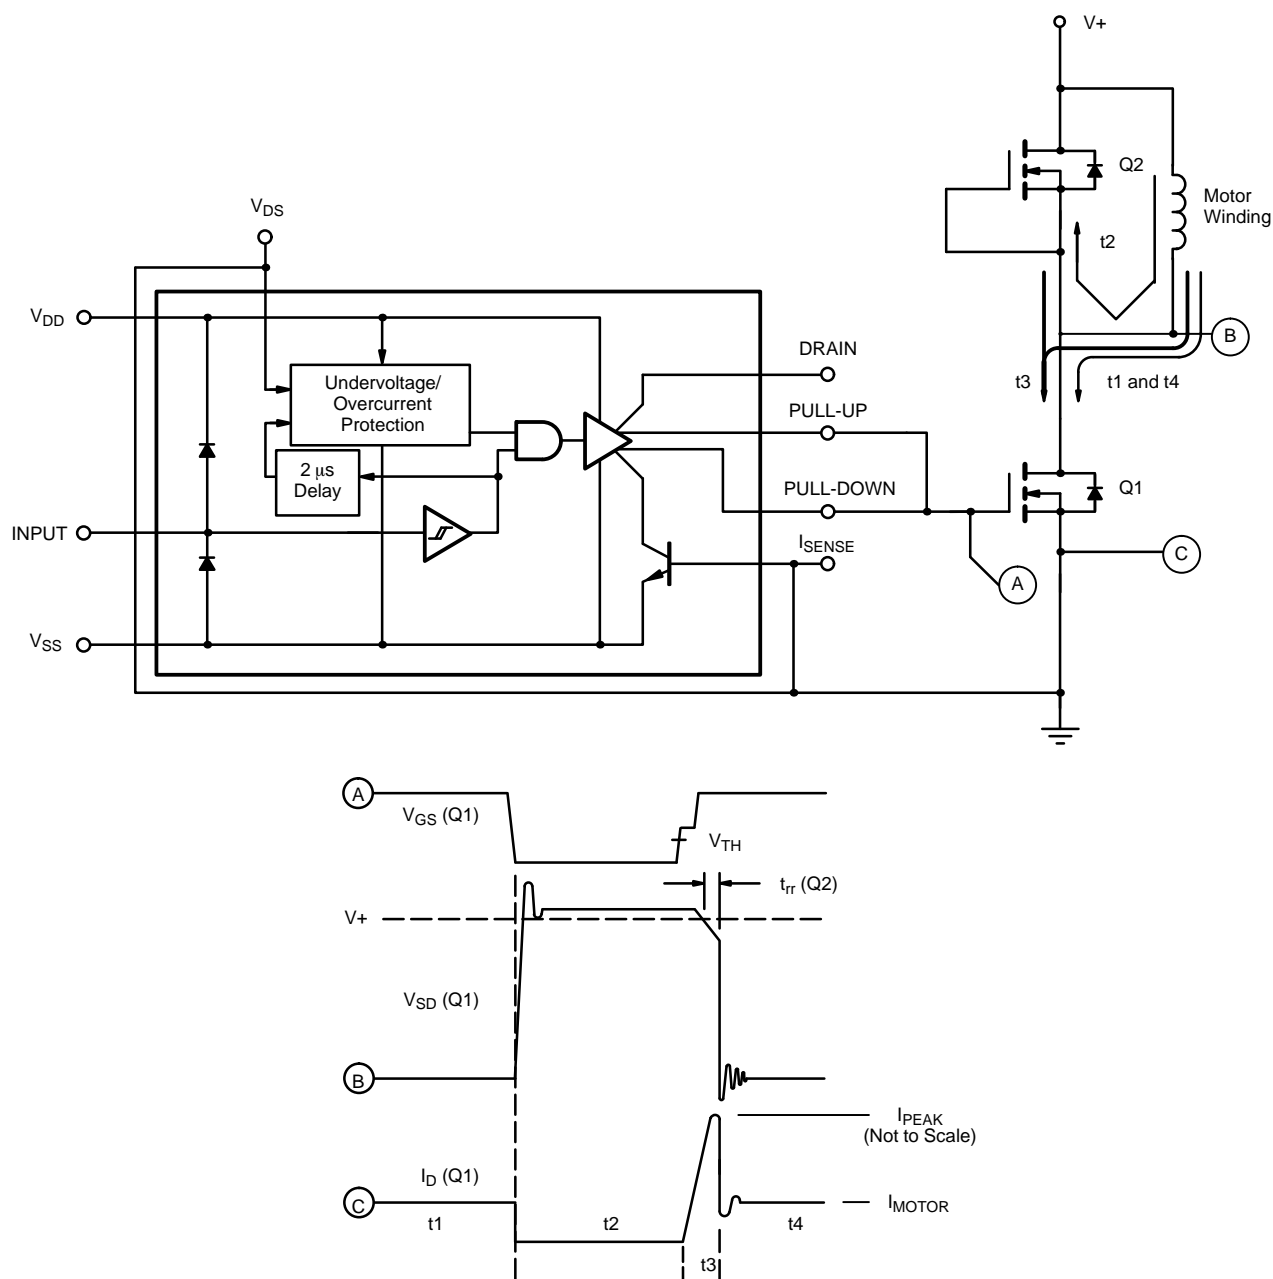 V+
Q2
Motor
Winding
t2
VDS
VDD
B
DRAIN
t3
t1 and t4
Undervoltage/
Overcurrent
Protection
PULL-UP
2 µs
Delay
PULL-DOWN
Q1
INPUT
ISENSE
C
A
VSS
A
VGS (Q1)
VTH
trr (Q2)
V+
VSD (Q1)
B
IPEAK
(Not to Scale)
ID (Q1)
C
IMOTOR
t1
t2
t4
t3